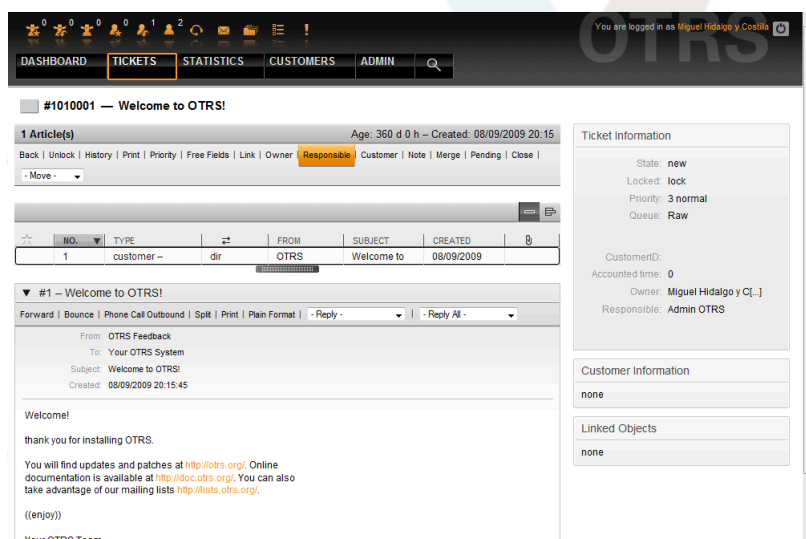 0 0 0 0 1 2 !
You are logged in as Miguel Hidalgo y Costilla
OTRS
DASHBOARD TICKETS STATISTICS CUSTOMERS ADMIN
#1010001 — Welcome to OTRS!
1 Article(s) Age: 360 d 0 h – Created: 08/09/2009 20:15
Back | Unlock | History | Print | Priority | Free Fields | Link | Owner | Responsible | Customer | Note | Merge | Pending | Close |
- Move -
NO. ▼ TYPE FROM SUBJECT CREATED
1 customer – dir OTRS Welcome to 08/09/2009
▼ #1 – Welcome to OTRS!
Forward | Bounce | Phone Call Outbound | Split | Print | Plain Format | - Reply - | - Reply All -
From: OTRS Feedback
To: Your OTRS System
Subject: Welcome to OTRS!
Created: 08/09/2009 20:15:45
Welcome!
thank you for installing OTRS.
You will find updates and patches at http://otrs.org/. Online
documentation is available at http://doc.otrs.org/. You can also
take advantage of our mailing lists http://lists.otrs.org/.
((enjoy))
Your OTRS Team
Ticket Information
State: new
Locked: lock
Priority: 3 normal
Queue: Raw
CustomerID:
Accounted time: 0
Owner: Miguel Hidalgo y C[...]
Responsible: Admin OTRS
Customer Information
none
Linked Objects
none